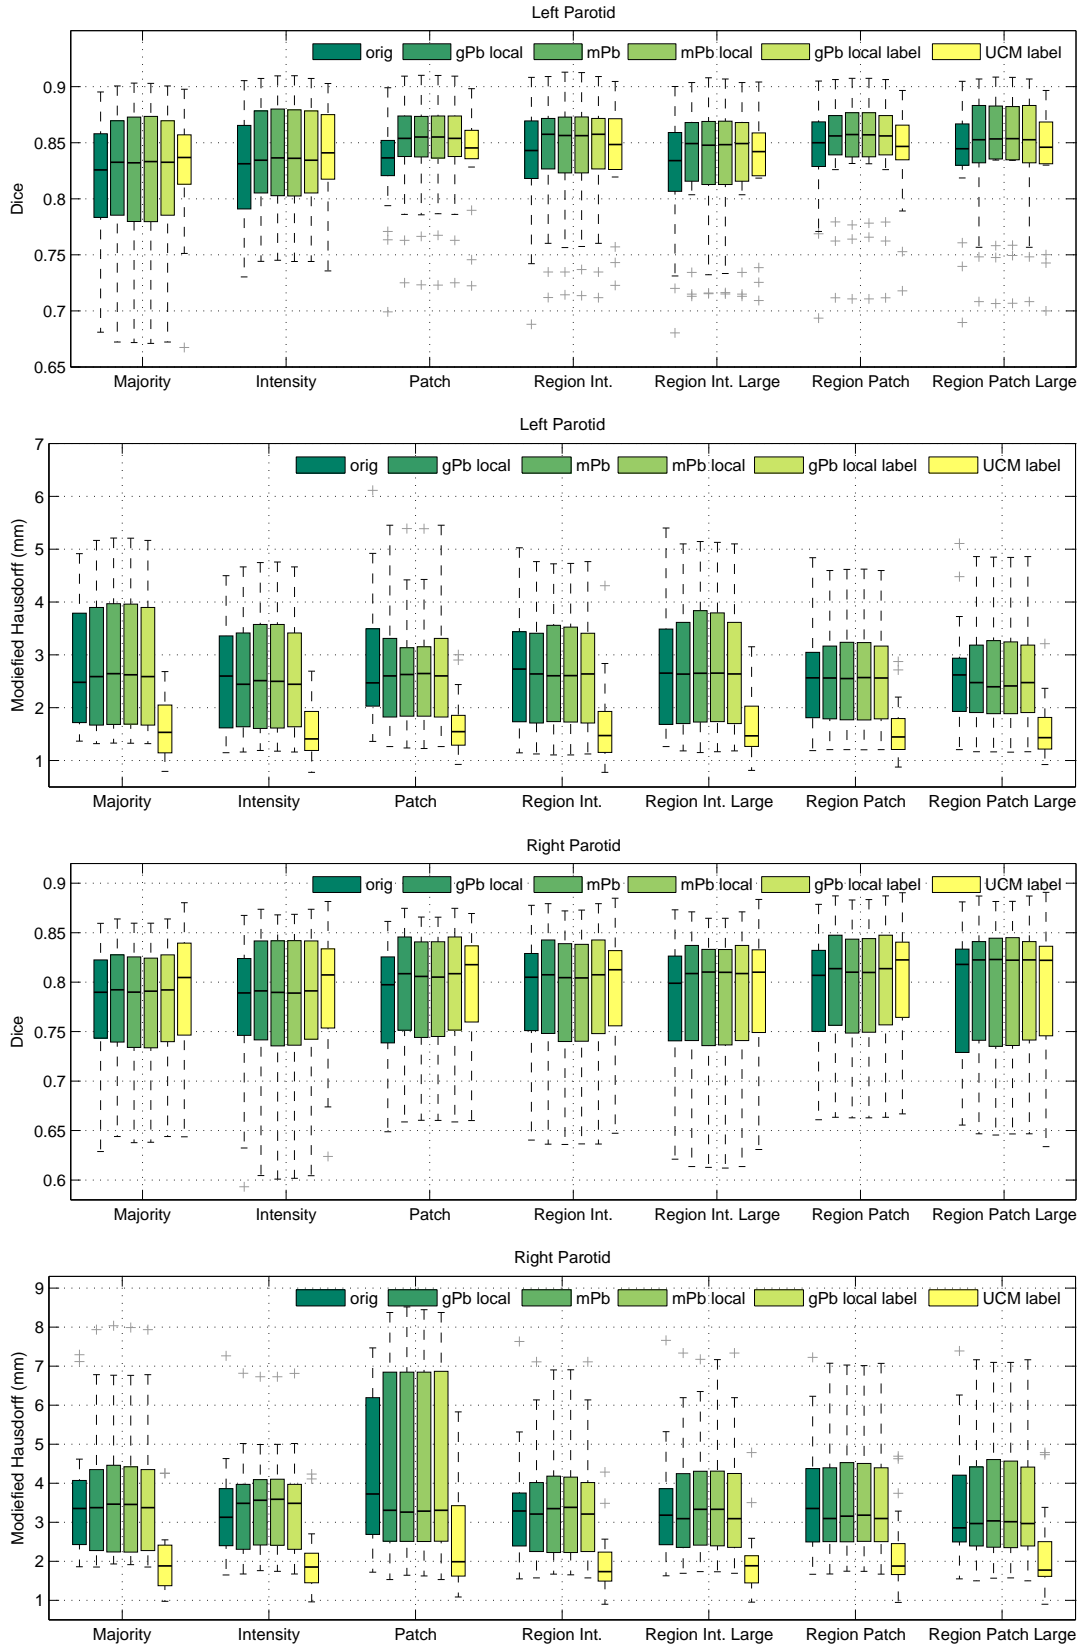 Left Parotid
orig gPb local mPb mPb local gPb local label UCM label
0.9
0.85
0.8
0.75
0.7
0.65
Dice
Majority Intensity Patch Region Int. Region Int. Large Region Patch Region Patch Large
Left Parotid
orig gPb local mPb mPb local gPb local label UCM label
7
6
5
4
3
2
1
Modiefied Hausdorff (mm)
Majority Intensity Patch Region Int. Region Int. Large Region Patch Region Patch Large
Right Parotid
orig gPb local mPb mPb local gPb local label UCM label
0.9
0.85
0.8
0.75
0.7
0.65
0.6
Dice
Majority Intensity Patch Region Int. Region Int. Large Region Patch Region Patch Large
Right Parotid
orig gPb local mPb mPb local gPb local label UCM label
9
8
7
6
5
4
3
2
1
Modiefied Hausdorff (mm)
Majority Intensity Patch Region Int. Region Int. Large Region Patch Region Patch Large